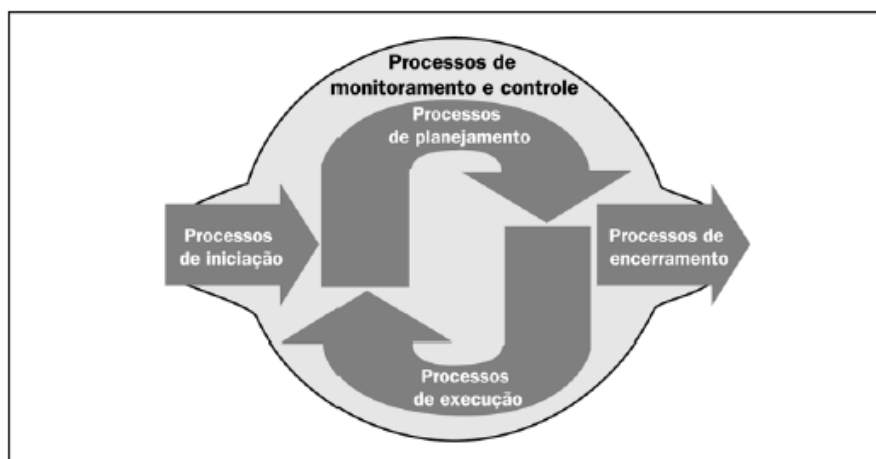 Processos de
monitoramento e controle
Processos
de planejamento
Processos
de iniciação
Processos de
encerramento
Processos
de execução